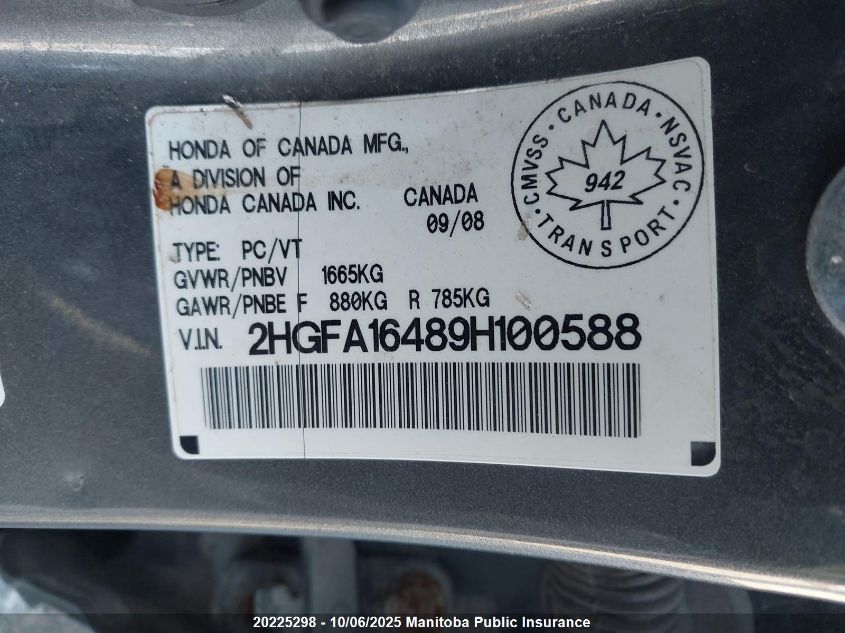 HONDA OF CANADA MFG.,
A DIVISION OF
HONDA CANADA INC.
CANADA
09/08
TYPE: PC/VT
GVWR/PNBV 1665KG
GAWR/PNBE F 880KG R 785KG
V.I.N. 2HGFA16489H100588
CMVSS · CANADA · NSVAC
942
· TRANSPORT ·
20225298 - 10/06/2025 Manitoba Public Insurance